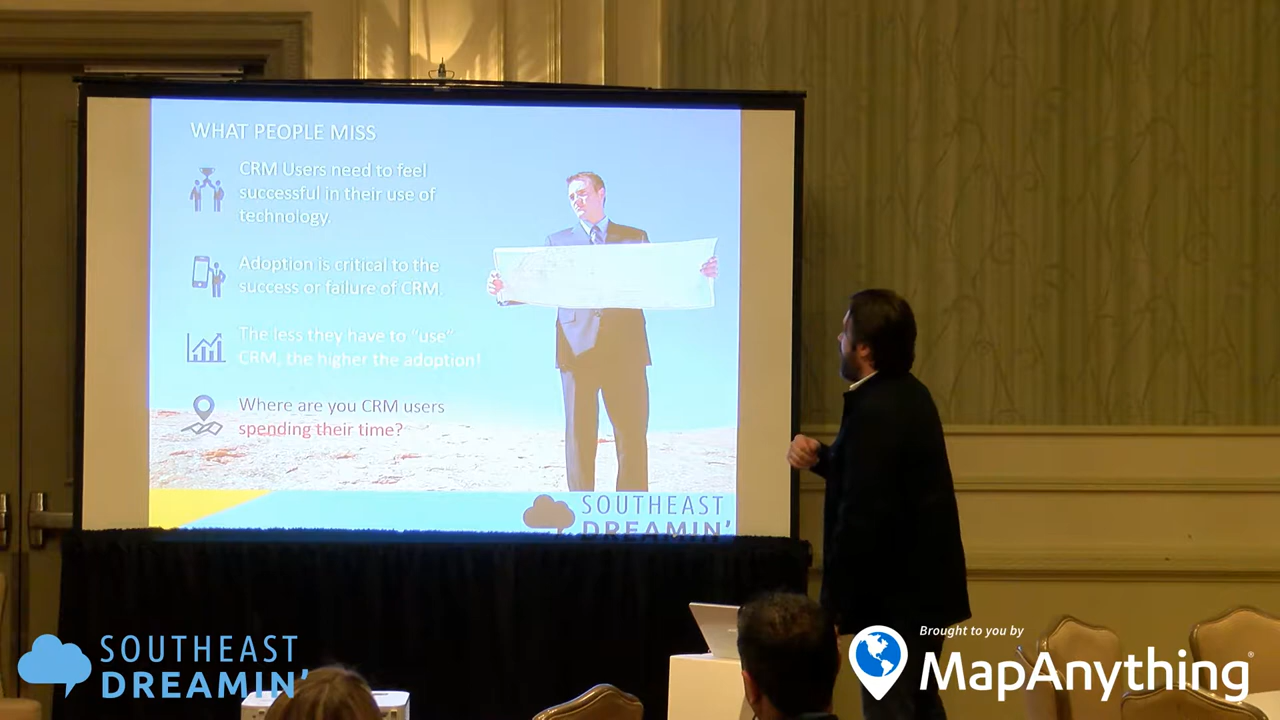 WHAT PEOPLE MISS
CRM Users need to feel
successful in their use of
technology.
Adoption is critical to the
success or failure of CRM.
The less they have to "use"
CRM, the higher the adoption!
Where are you CRM users
spending their time?
SOUTHEAST
DREAMIN'
SOUTHEAST
DREAMIN'
Brought to you by
MapAnything®